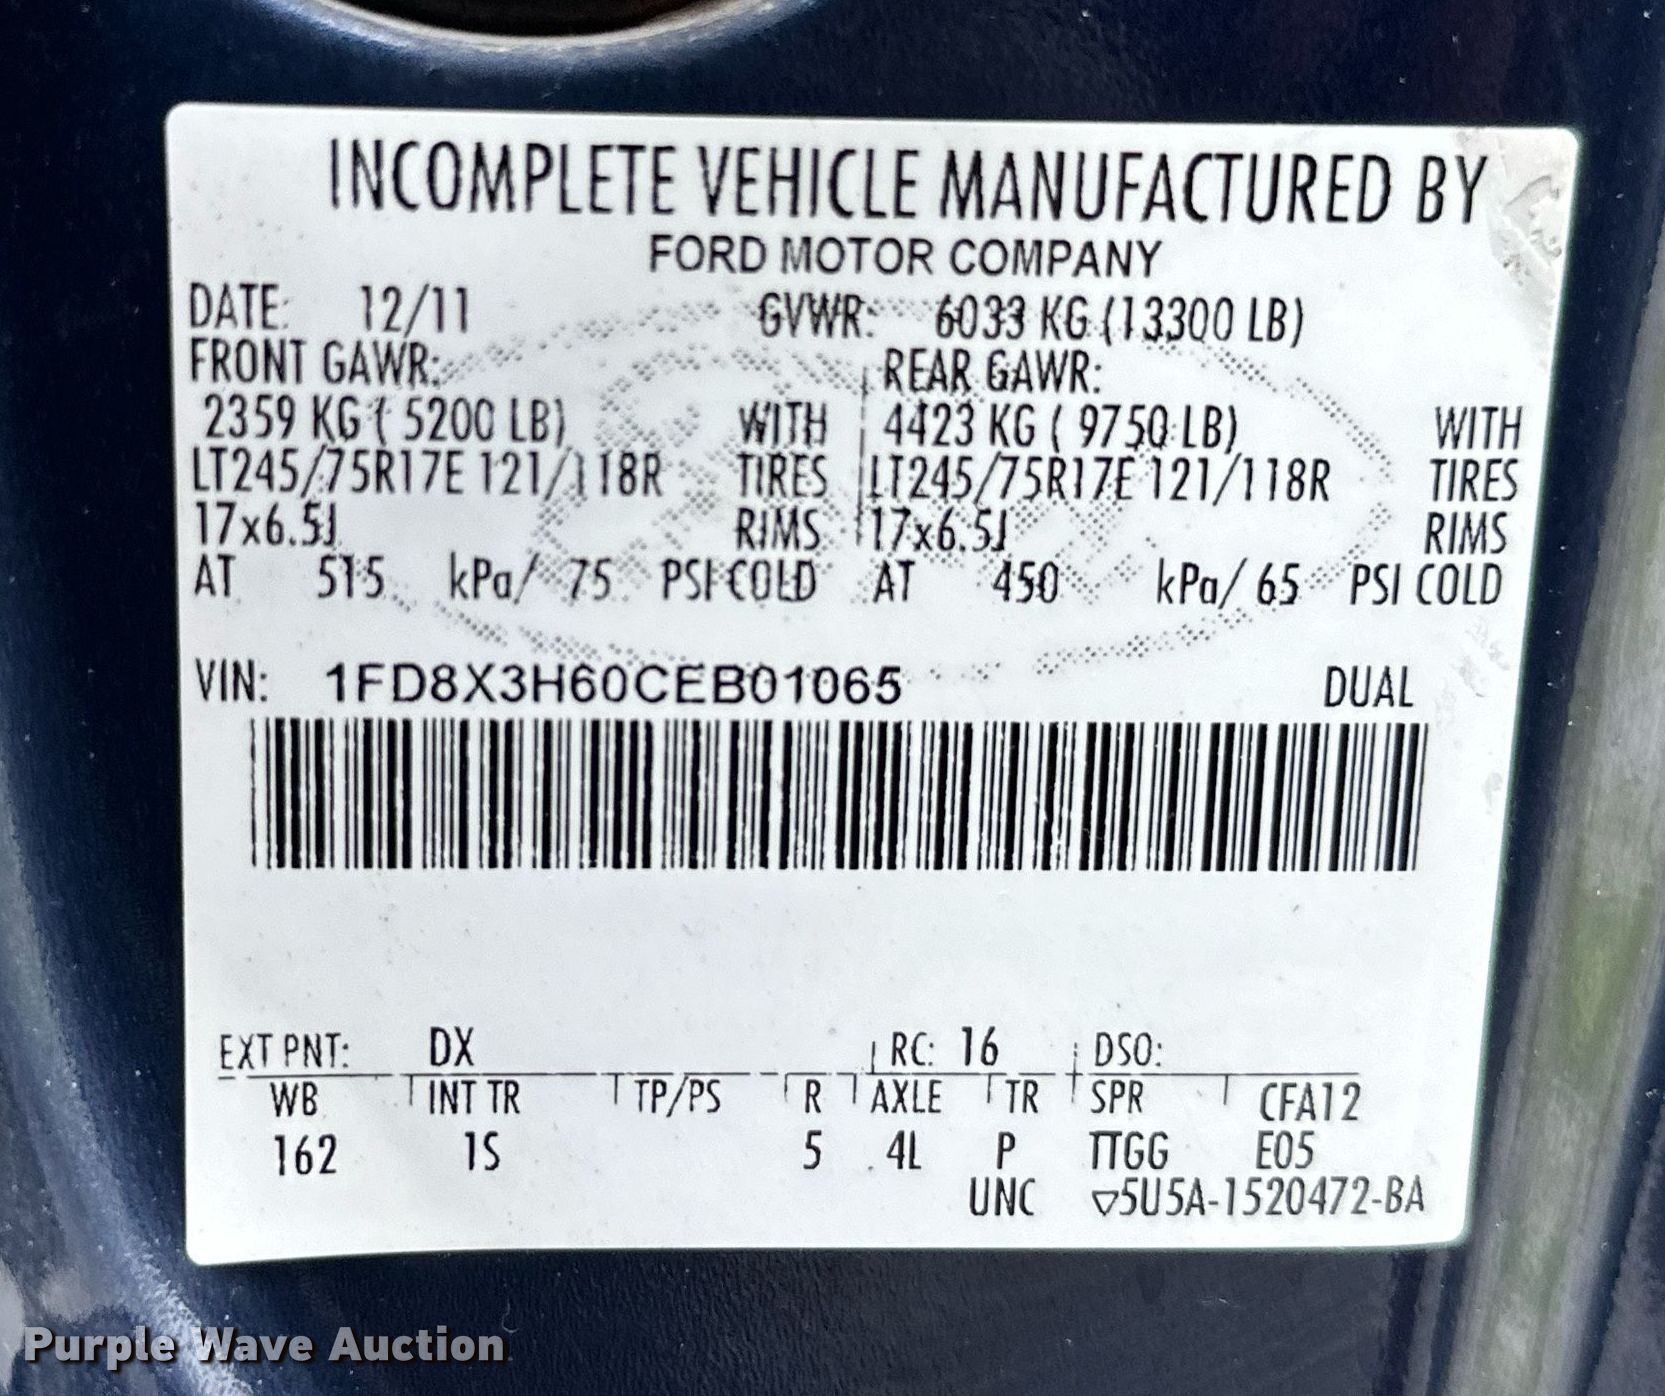 INCOMPLETE VEHICLE MANUFACTURED BY
FORD MOTOR COMPANY
DATE: 12/11 GVWR: 6033 KG (13300 LB)
FRONT GAWR: REAR GAWR:
2359 KG ( 5200 LB) WITH 4423 KG ( 9750 LB) WITH
LT245/75R17E 121/118R TIRES LT245/75R17E 121/118R TIRES
17x6.5J RIMS 17x6.5J RIMS
AT 515 kPa/ 75 PSI COLD AT 450 kPa/ 65 PSI COLD
VIN: 1FD8X3H60CEB01065 DUAL
EXT PNT: DX RC: 16 DSO:
WB INT TR TP/PS R AXLE TR SPR CFA12
162 1S 5 4L P TTGG E05
UNC ▽5U5A-1520472-BA
Purple Wave Auction